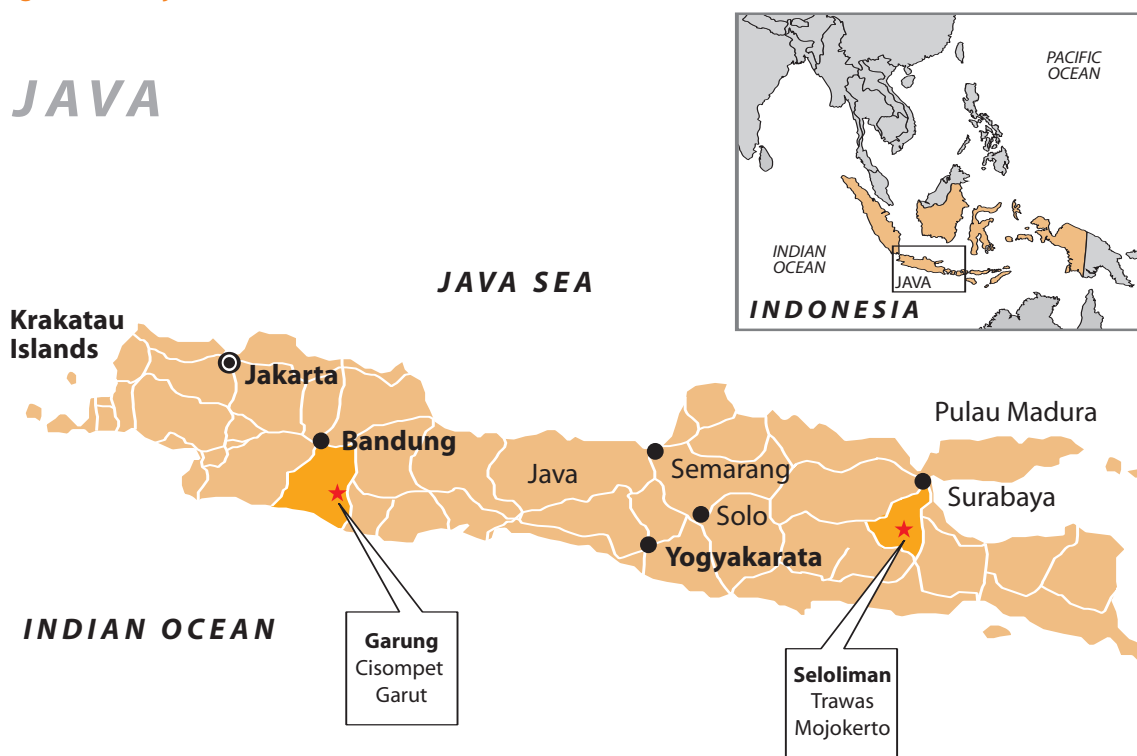 JAVA
PACIFIC
OCEAN
INDIAN
OCEAN
JAVA
INDONESIA
JAVA SEA
Krakatau
Islands
Jakarta
Bandung
Java
Semarang
Solo
Yogyakarata
Pulau Madura
Surabaya
INDIAN OCEAN
Garung
Cisompet
Garut
Seloliman
Trawas
Mojokerto